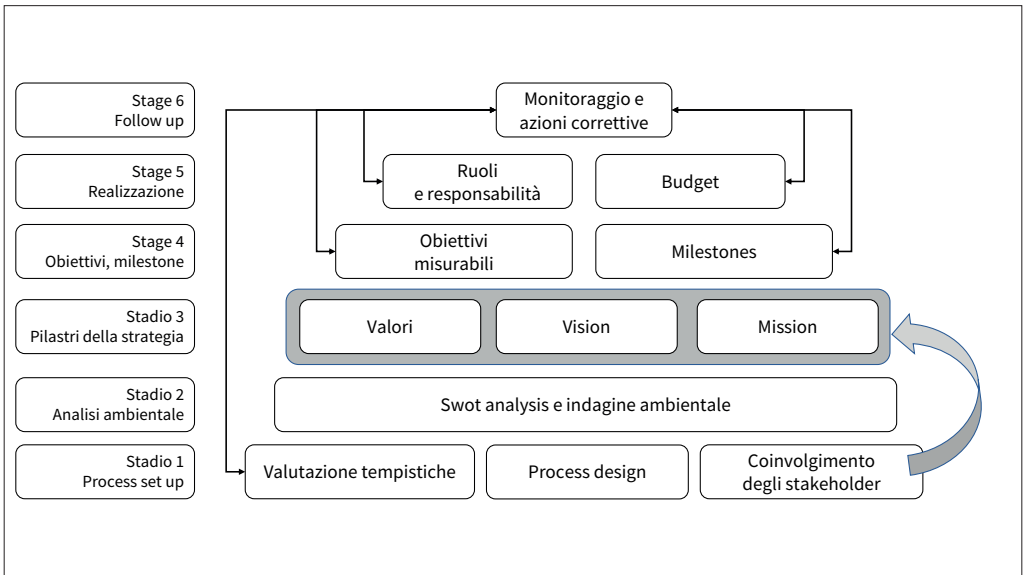 Stage 6
Follow up
Monitoraggio e
azioni correttive
Stage 5
Realizzazione
Ruoli
e responsabilità
Budget
Stage 4
Obiettivi, milestone
Obiettivi
misurabili
Milestones
Stadio 3
Pilastri della strategia
Valori
Vision
Mission
Stadio 2
Analisi ambientale
Swot analysis e indagine ambientale
Stadio 1
Process set up
Valutazione tempistiche
Process design
Coinvolgimento
degli stakeholder